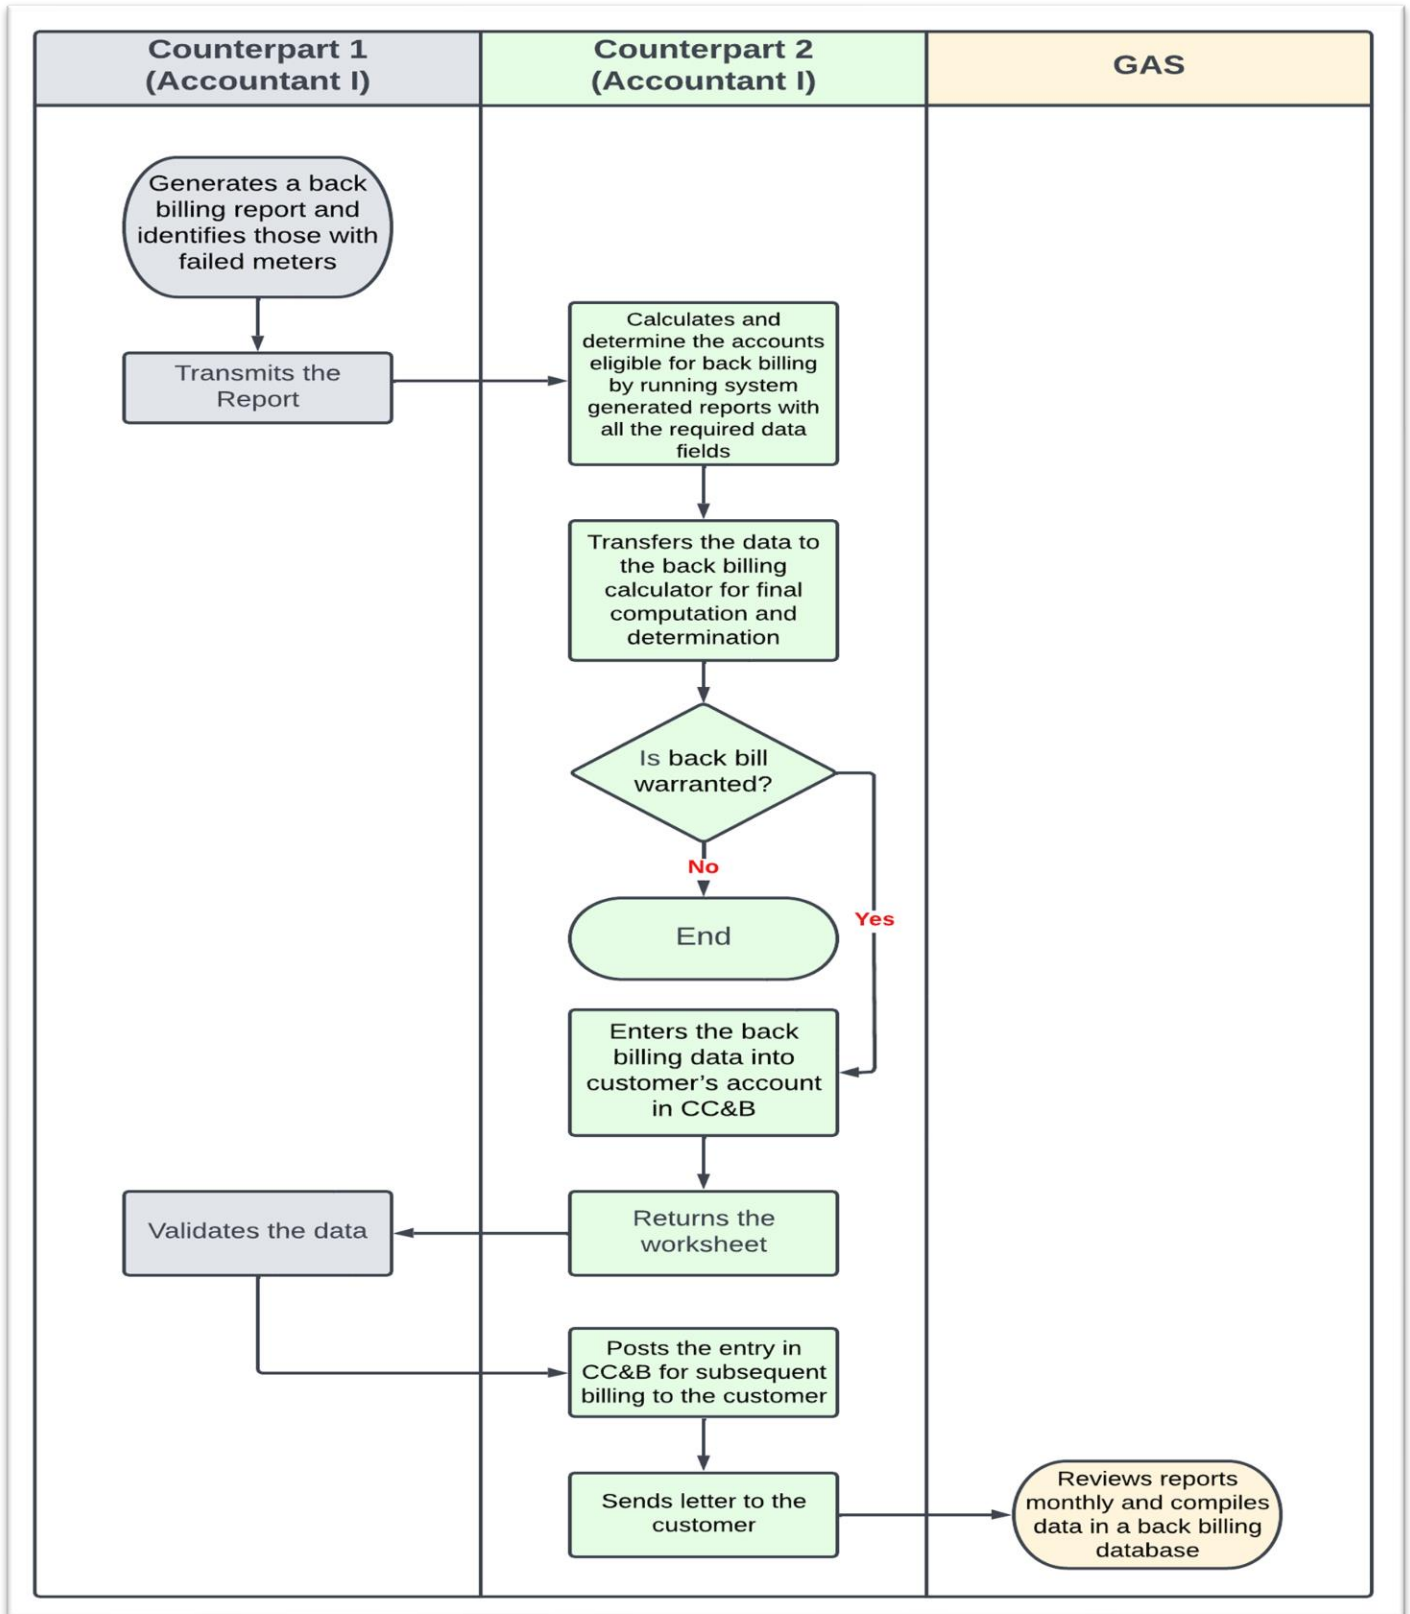 Counterpart 1
(Accountant I)
Counterpart 2
(Accountant I)
GAS
Generates a back
billing report and
identifies those with
failed meters
Transmits the
Report
Calculates and
determine the accounts
eligible for back billing
by running system
generated reports with
all the required data
fields
Transfers the data to
the back billing
calculator for final
computation and
determination
Is back bill
warranted?
No
Yes
End
Enters the back
billing data into
customer’s account
in CC&B
Returns the
worksheet
Validates the data
Posts the entry in
CC&B for subsequent
billing to the customer
Sends letter to the
customer
Reviews reports
monthly and compiles
data in a back billing
database